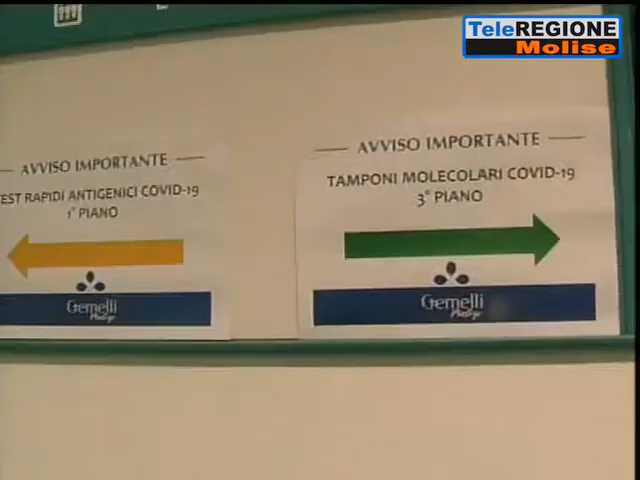 TeleREGIONE
Molise
AVVISO IMPORTANTE
EST RAPIDI ANTIGENICI COVID-19
1° PIANO
Gemelli
AVVISO IMPORTANTE
TAMPONI MOLECOLARI COVID-19
3° PIANO
Gemelli